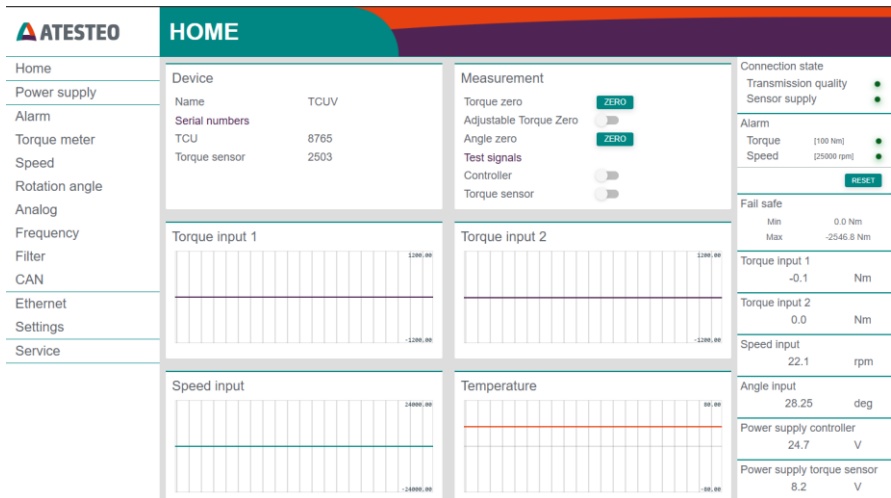 ATESTEO
HOME
Home
Power supply
Alarm
Torque meter
Speed
Rotation angle
Analog
Frequency
Filter
CAN
Ethernet
Settings
Service
Device
Name TCUV
Serial numbers
TCU 8765
Torque sensor 2503
Measurement
Torque zero ZERO
Adjustable Torque Zero
Angle zero ZERO
Test signals
Controller
Torque sensor
Torque input 1
1200.00
-1200.00
Torque input 2
1200.00
-1200.00
Speed input
24000.00
-24000.00
Temperature
80.00
-80.00
Connection state
Transmission quality
Sensor supply
Alarm
Torque [100 Nm]
Speed [25000 rpm]
RESET
Fail safe
Min 0.0 Nm
Max -2546.8 Nm
Torque input 1
-0.1 Nm
Torque input 2
0.0 Nm
Speed input
22.1 rpm
Angle input
28.25 deg
Power supply controller
24.7 V
Power supply torque sensor
8.2 V